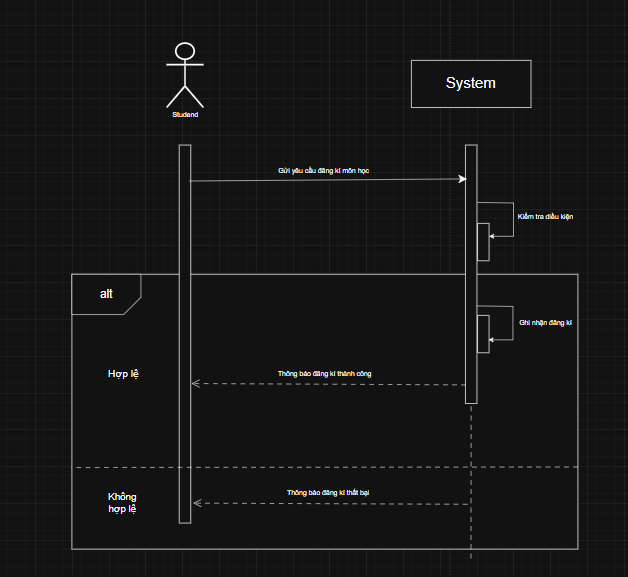 System
Studend
Gửi yêu cầu đăng kí môn học
Kiểm tra điều kiện
alt
Ghi nhận đăng kí
Hợp lệ
Thông báo đăng kí thành công
Không
hợp lệ
Thông báo đăng kí thất bại